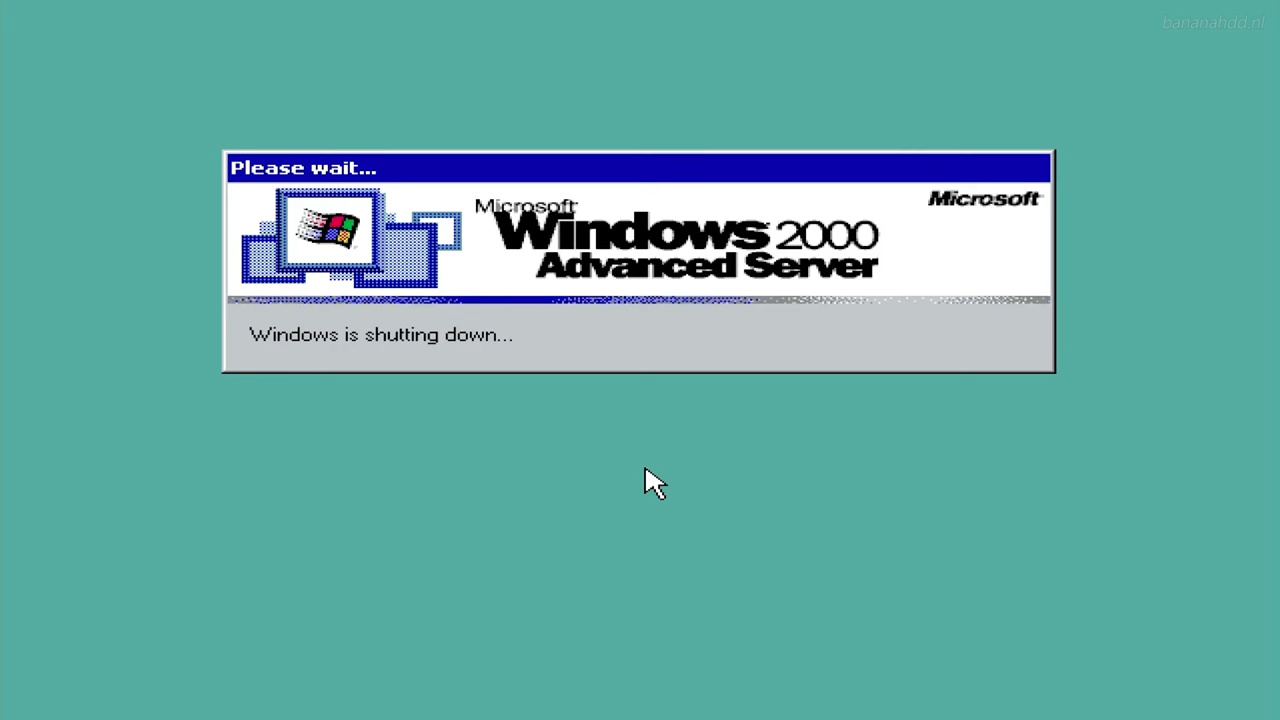 bananahdd.nl
Please wait...
Microsoft
Windows 2000
Advanced Server
Microsoft
Windows is shutting down...